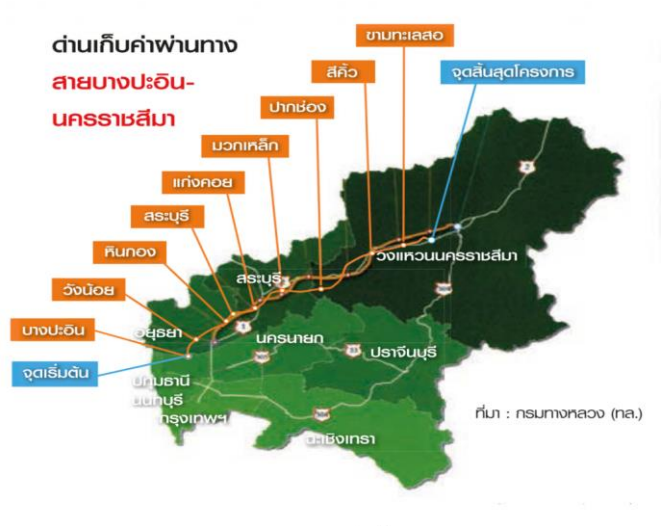 ด่านเก็บค่าผ่านทาง
สายบางปะอิน-
นครราชสีมา
ขามทะเลสอ
สีคิ้ว
จุดสิ้นสุดโครงการ
ปากช่อง
มวกเหล็ก
แก่งคอย
สระบุรี
หินกอง
วังน้อย
บางปะอิน
จุดเริ่มต้น
2
วงแหวนนครราชสีมา
สระบุรี
อยุธยา
1
นครนายก
33
ปราจีนบุรี
304
ปทุมธานี
นนทบุรี
กรุงเทพฯ
ฉะเชิงเทรา
ที่มา : กรมทางหลวง (ทล.)